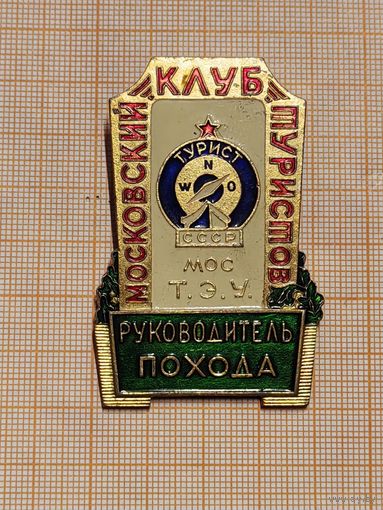 МОСКОВСКИЙ КЛУБ ТУРИСТОВ
ТУРИСТ
N
W O
СССР
МОС
Т.Э.У.
РУКОВОДИТЕЛЬ
ПОХОДА